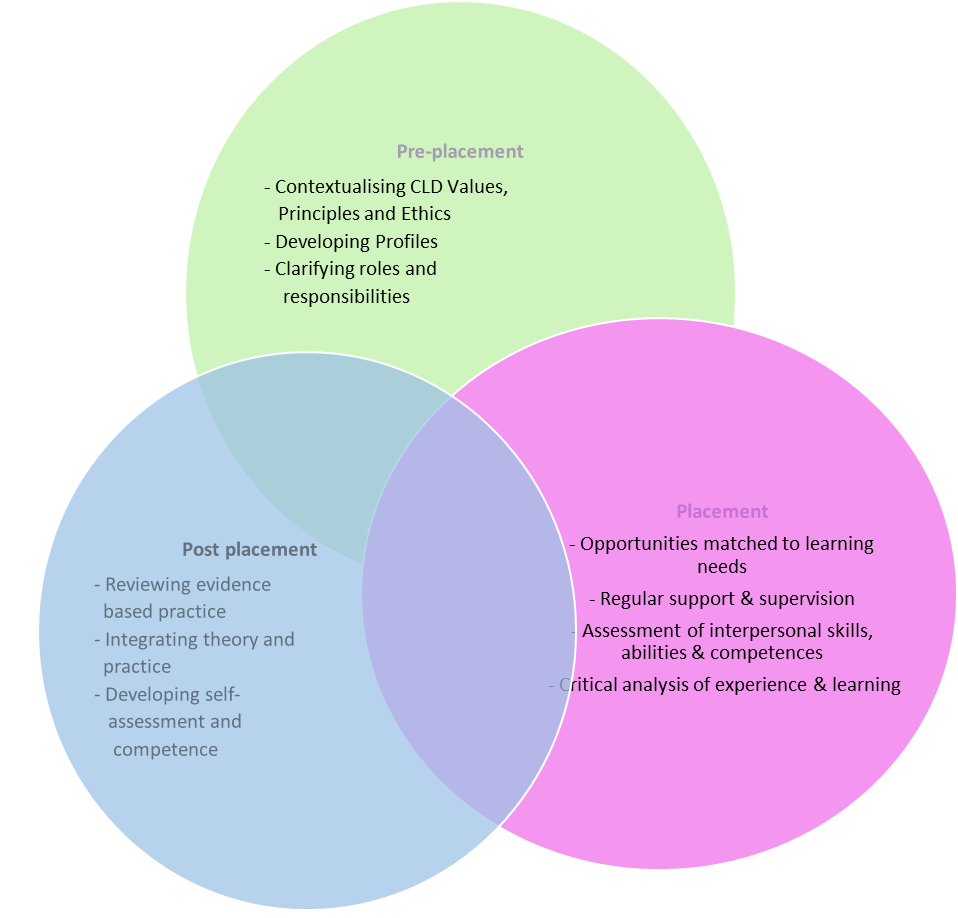 Pre-placement
- Contextualising CLD Values,
Principles and Ethics
- Developing Profiles
- Clarifying roles and
responsibilities
Placement
- Opportunities matched to learning
needs
- Regular support & supervision
- Assessment of interpersonal skills,
abilities & competences
- Critical analysis of experience & learning
Post placement
- Reviewing evidence
based practice
- Integrating theory and
practice
- Developing self-
assessment and
competence